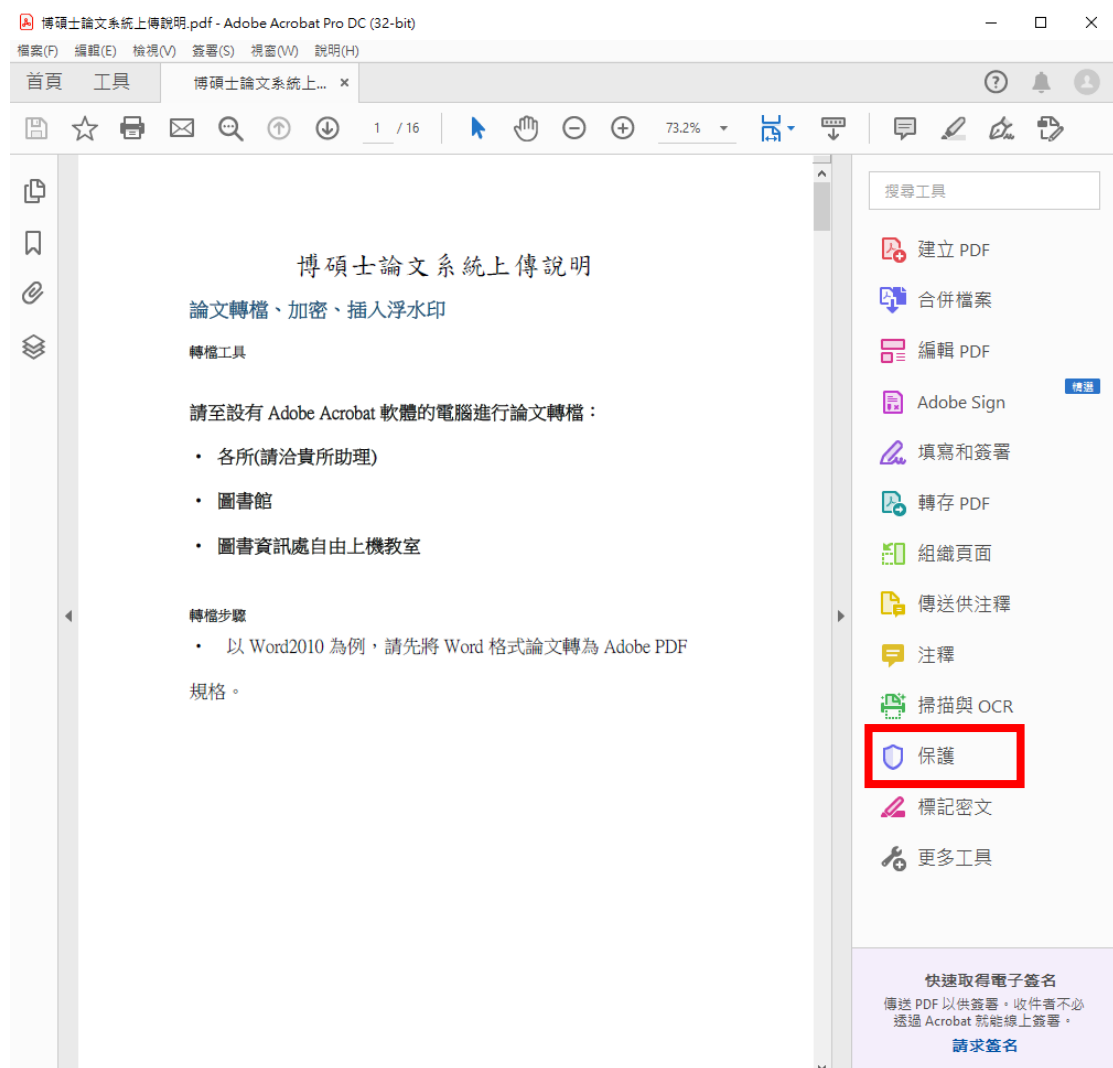 博碩士論文系統上傳說明.pdf - Adobe Acrobat Pro DC (32-bit)
檔案(F) 編輯(E) 檢視(V) 簽署(S) 視窗(W) 說明(H)
首頁 工具 博碩士論文系統上... ×
1 / 16 73.2%
博碩士論文系統上傳說明
論文轉檔、加密、插入浮水印
轉檔工具
請至設有 Adobe Acrobat 軟體的電腦進行論文轉檔：
• 各所(請洽貴所助理)
• 圖書館
• 圖書資訊處自由上機教室
轉檔步驟
• 以 Word2010 為例，請先將 Word 格式論文轉為 Adobe PDF
規格。
搜尋工具
建立 PDF
合併檔案
編輯 PDF
精選
Adobe Sign
填寫和簽署
轉存 PDF
組織頁面
傳送供注釋
注釋
掃描與 OCR
保護
標記密文
更多工具
快速取得電子簽名
傳送 PDF 以供簽署。收件者不必
透過 Acrobat 就能線上簽署。
請求簽名